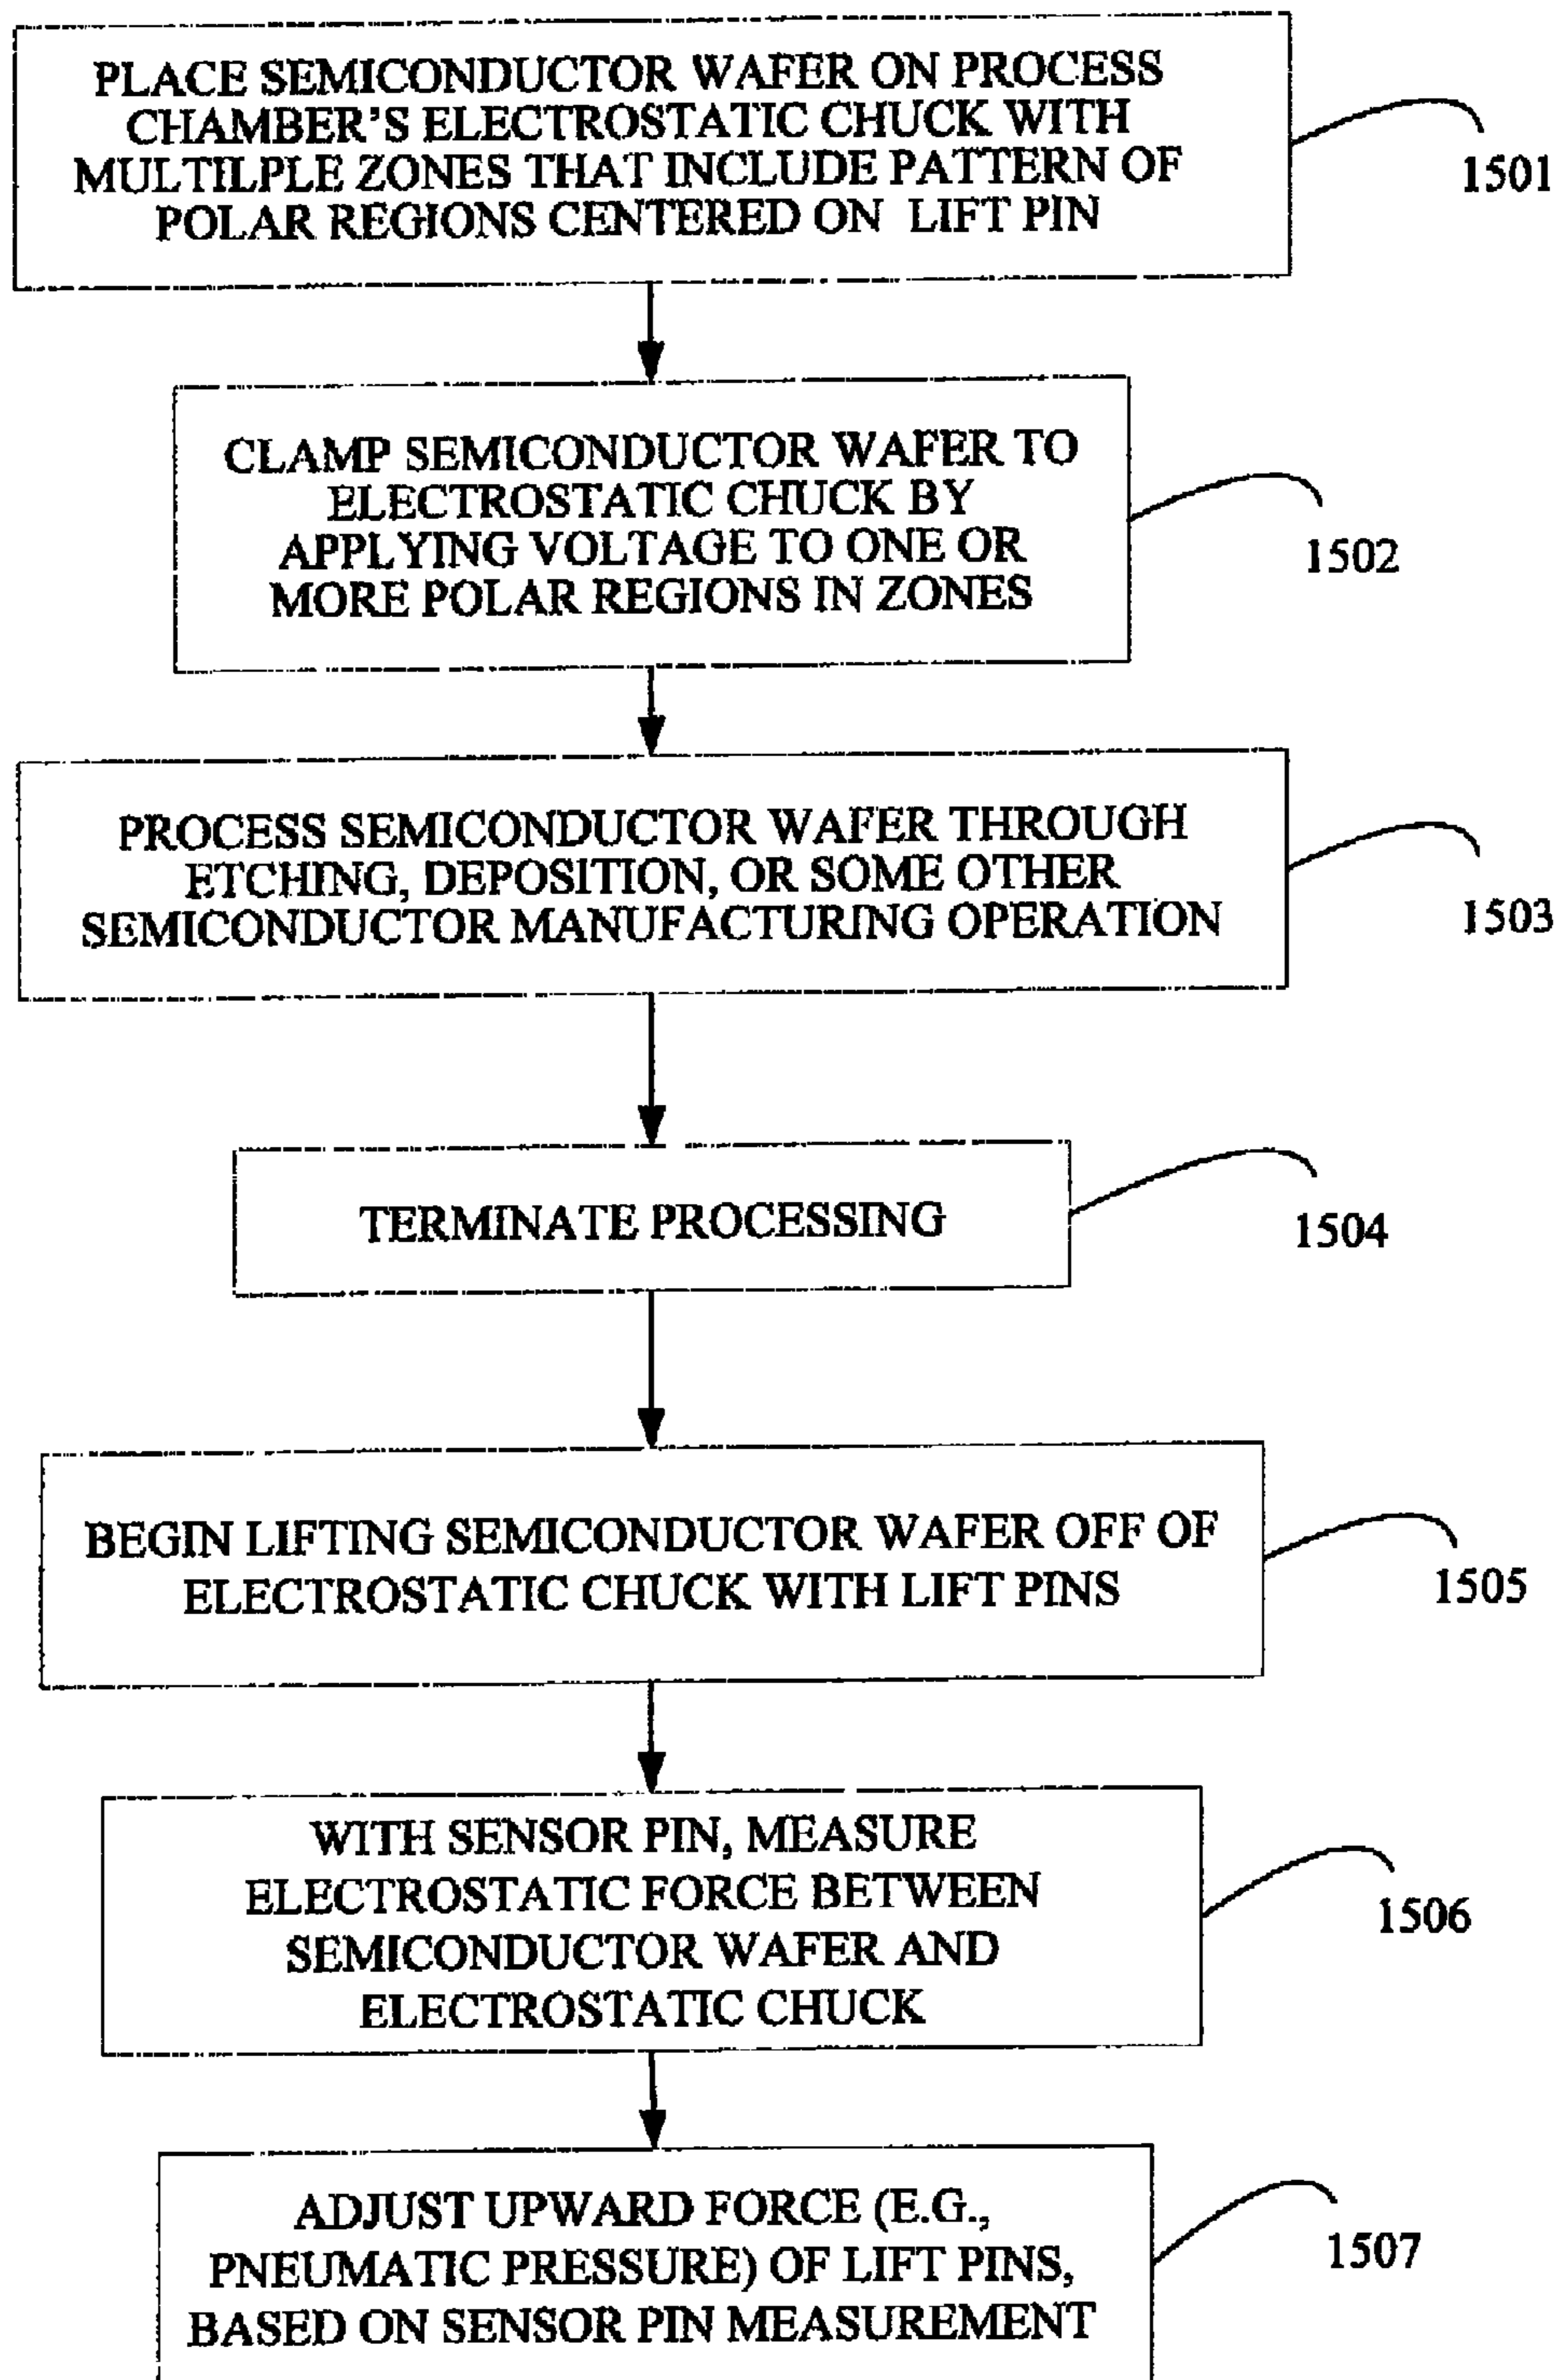 PLACE SEMICONDUCTOR WAFER ON PROCESS
CHAMBER'S ELECTROSTATIC CHUCK WITH
MULTILPLE ZONES THAT INCLUDE PATTERN OF
POLAR REGIONS CENTERED ON LIFT PIN
1501
CLAMP SEMICONDUCTOR WAFER TO
ELECTROSTATIC CHUCK BY
APPLYING VOLTAGE TO ONE OR
MORE POLAR REGIONS IN ZONES
1502
PROCESS SEMICONDUCTOR WAFER THROUGH
ETCHING, DEPOSITION, OR SOME OTHER
SEMICONDUCTOR MANUFACTURING OPERATION
1503
TERMINATE PROCESSING
1504
BEGIN LIFTING SEMICONDUCTOR WAFER OFF OF
ELECTROSTATIC CHUCK WITH LIFT PINS
1505
WITH SENSOR PIN, MEASURE
ELECTROSTATIC FORCE BETWEEN
SEMICONDUCTOR WAFER AND
ELECTROSTATIC CHUCK
1506
ADJUST UPWARD FORCE (E.G.,
PNEUMATIC PRESSURE) OF LIFT PINS,
BASED ON SENSOR PIN MEASUREMENT
1507